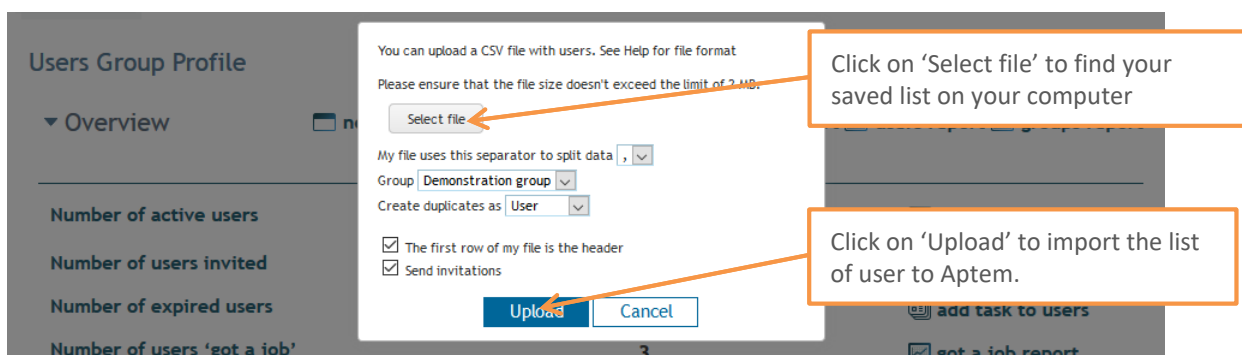 You can upload a CSV file with users. See Help for file format
Please ensure that the file size doesn't exceed the limit of 2 MB.
Select file
My file uses this separator to split data ,
Group Demonstration group
Create duplicates as User
The first row of my file is the header
Send invitations
Upload Cancel
Click on ‘Select file’ to find your
saved list on your computer
Click on ‘Upload’ to import the list
of user to Aptem.
Users Group Profile
Overview
users report groups report
Number of active users
Number of users invited
Number of expired users
add task to users
Number of users ‘got a job’ 3 got a job report